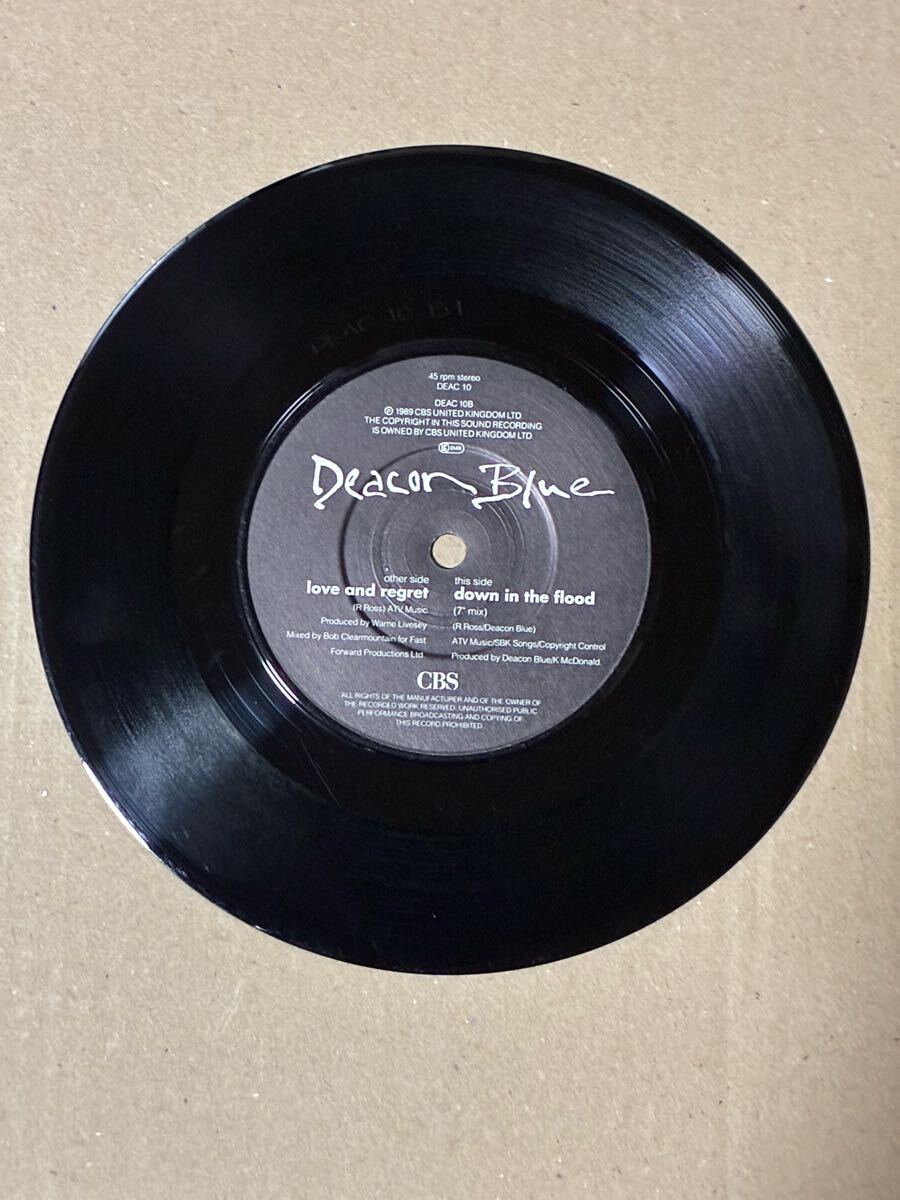 DEAC 10 B1
45 rpm stereo
DEAC 10
DEAC 10B
Ⓟ 1989 CBS UNITED KINGDOM LTD
THE COPYRIGHT IN THIS SOUND RECORDING
IS OWNED BY CBS UNITED KINGDOM LTD
Deacon Blue
other side
love and regret
(R Ross) ATV Music
Produced by Warne Livesey
Mixed by Bob Clearmountain for Fast
Forward Productions Ltd.
this side
down in the flood
(7" mix)
(R Ross/Deacon Blue)
ATV Music/SBK Songs/Copyright Control
Produced by Deacon Blue/K McDonald.
CBS
ALL RIGHTS OF THE MANUFACTURER AND OF THE OWNER OF
THE RECORDED WORK RESERVED. UNAUTHORISED PUBLIC
PERFORMANCE BROADCASTING AND COPYING OF
THIS RECORD PROHIBITED.